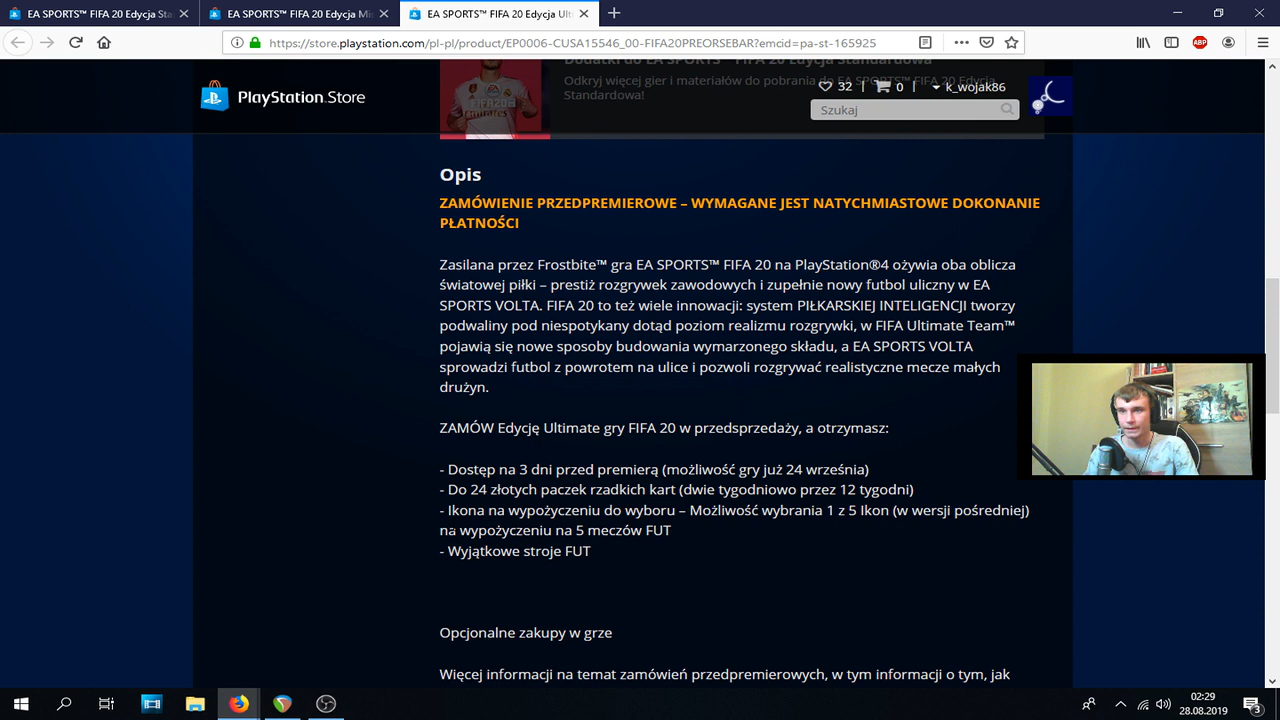 EA SPORTS™ FIFA 20 Edycja Sta
EA SPORTS™ FIFA 20 Edycja Mis
EA SPORTS™ FIFA 20 Edycja Ulti
https://store.playstation.com/pl-pl/product/EP0006-CUSA15546_00-FIFA20PREORSEBAR?emcid=pa-st-165925
ABP
Dodatki do EA SPORTS™ FIFA 20 Edycja
Standardowa
Odkryj więcej gier i materiałów do pobrania do EA SPORTS™ FIFA 20 Edycja
Standardowa!
PlayStation.Store
32 | 0 | k_wojak86
Szukaj
Opis
ZAMÓWIENIE PRZEDPREMIEROWE – WYMAGANE JEST NATYCHMIASTOWE DOKONANIE
PŁATNOŚCI
Zasilana przez Frostbite™ gra EA SPORTS™ FIFA 20 na PlayStation®4 ożywia oba oblicza
światowej piłki – prestiż rozgrywek zawodowych i zupełnie nowy futbol uliczny w EA
SPORTS VOLTA. FIFA 20 to też wiele innowacji: system PIŁKARSKIEJ INTELIGENCJI tworzy
podwaliny pod niespotykany dotąd poziom realizmu rozgrywki, w FIFA Ultimate Team™
pojawią się nowe sposoby budowania wymarzonego składu, a EA SPORTS VOLTA
sprowadzi futbol z powrotem na ulice i pozwoli rozgrywać realistyczne mecze małych
drużyn.
ZAMÓW Edycję Ultimate gry FIFA 20 w przedsprzedaży, a otrzymasz:
- Dostęp na 3 dni przed premierą (możliwość gry już 24 września)
- Do 24 złotych paczek rzadkich kart (dwie tygodniowo przez 12 tygodni)
- Ikona na wypożyczeniu do wyboru – Możliwość wybrania 1 z 5 Ikon (w wersji pośredniej)
na wypożyczeniu na 5 meczów FUT
- Wyjątkowe stroje FUT
Opcjonalne zakupy w grze
Więcej informacji na temat zamówień przedpremierowych, w tym informacji o tym, jak
02:29
28.08.2019
3